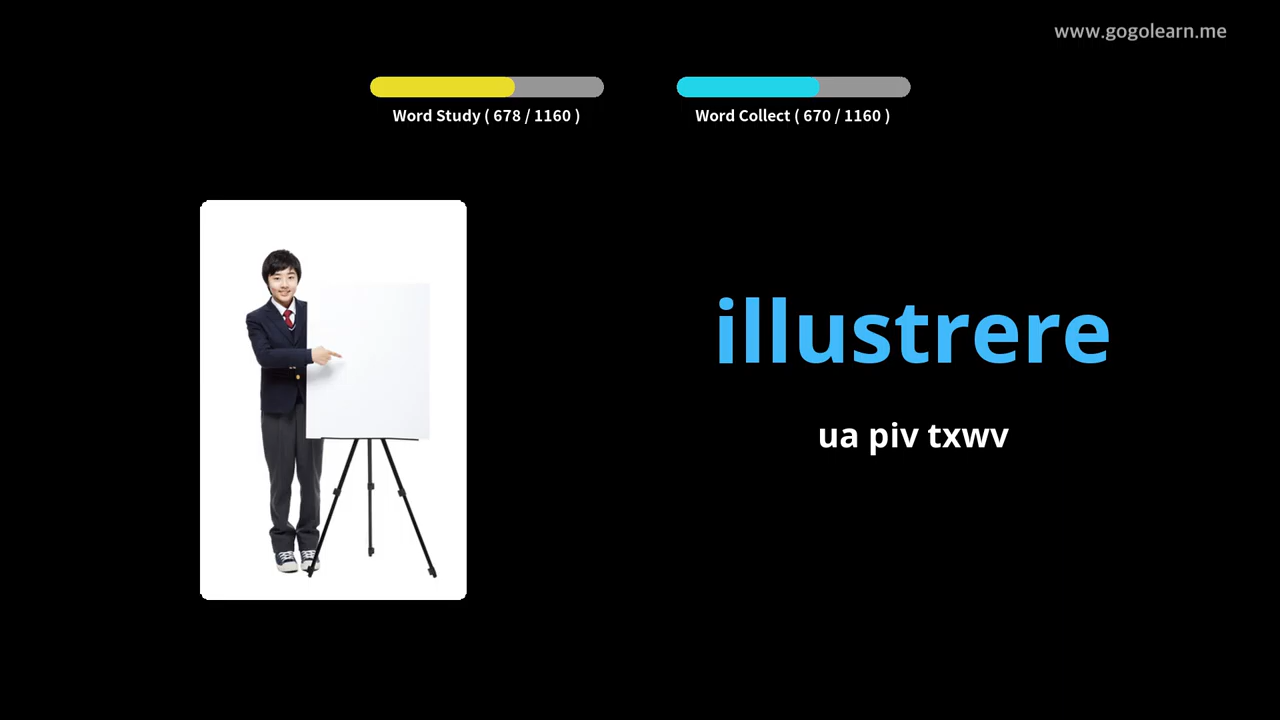 www.gogolearn.me
Word Study ( 678 / 1160 )
Word Collect ( 670 / 1160 )
illustrere
ua piv txwv